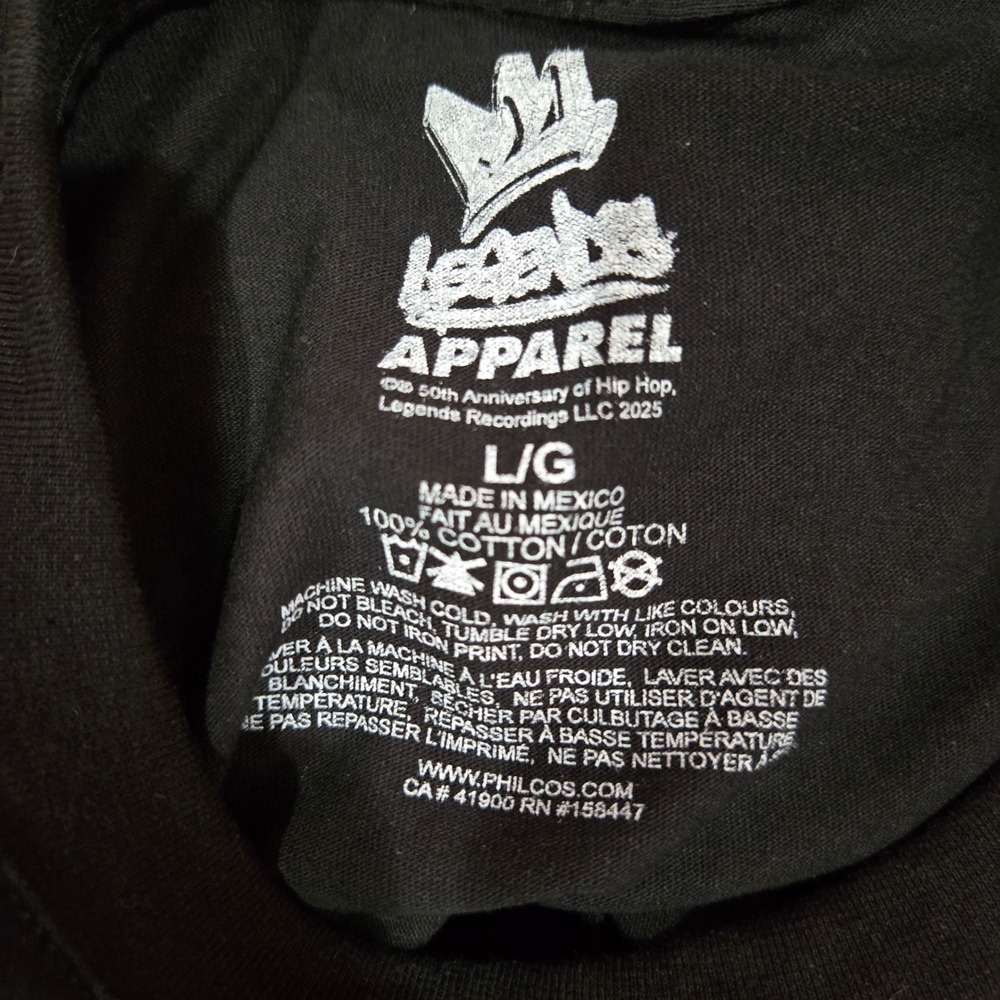 Legends
APPAREL
©℗ 50th Anniversary of Hip Hop,
Legends Recordings LLC 2025
L/G
MADE IN MEXICO
FAIT AU MEXIQUE
100% COTTON / COTON
MACHINE WASH COLD, WASH WITH LIKE COLOURS,
DO NOT BLEACH, TUMBLE DRY LOW, IRON ON LOW,
DO NOT IRON PRINT, DO NOT DRY CLEAN.
VER À LA MACHINE À L'EAU FROIDE, LAVER AVEC DES
OULEURS SEMBLABLES, NE PAS UTILISER D'AGENT DE
BLANCHIMENT, SÉCHER PAR CULBUTAGE À BASSE
TEMPÉRATURE, REPASSER À BASSE TEMPÉRATURE
NE PAS REPASSER L'IMPRIMÉ, NE PAS NETTOYER À
WWW.PHILCOS.COM
CA # 41900 RN #158447